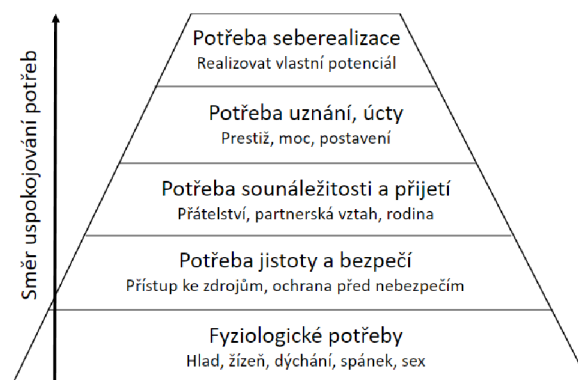 Směr uspokojování potřeb
Potřeba seberealizace
Realizovat vlastní potenciál
Potřeba uznání, úcty
Prestiž, moc, postavení
Potřeba sounáležitosti a přijetí
Přátelství, partnerská vztah, rodina
Potřeba jistoty a bezpečí
Přístup ke zdrojům, ochrana před nebezpečím
Fyziologické potřeby
Hlad, žízeň, dýchání, spánek, sex